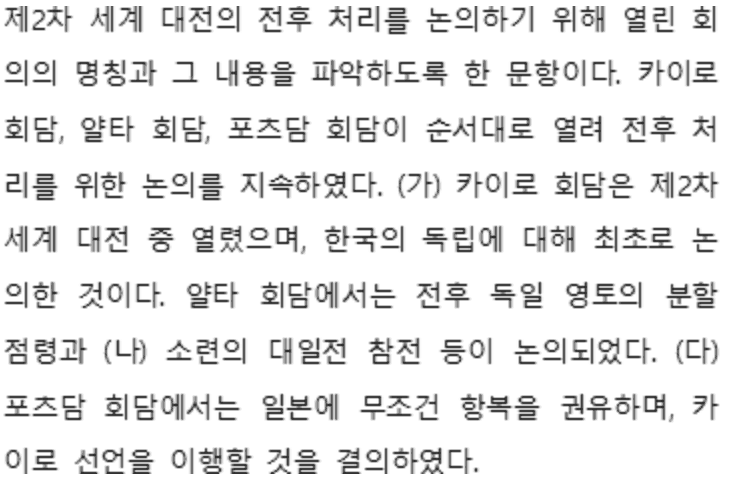 제2차 세계 대전의 전후 처리를 논의하기 위해 열린 회
의의 명칭과 그 내용을 파악하도록 한 문항이다. 카이로
회담, 얄타 회담, 포츠담 회담이 순서대로 열려 전후 처
리를 위한 논의를 지속하였다. (가) 카이로 회담은 제2차
세계 대전 중 열렸으며, 한국의 독립에 대해 최초로 논
의한 것이다. 얄타 회담에서는 전후 독일 영토의 분할
점령과 (나) 소련의 대일전 참전 등이 논의되었다. (다)
포츠담 회담에서는 일본에 무조건 항복을 권유하며, 카
이로 선언을 이행할 것을 결의하였다.